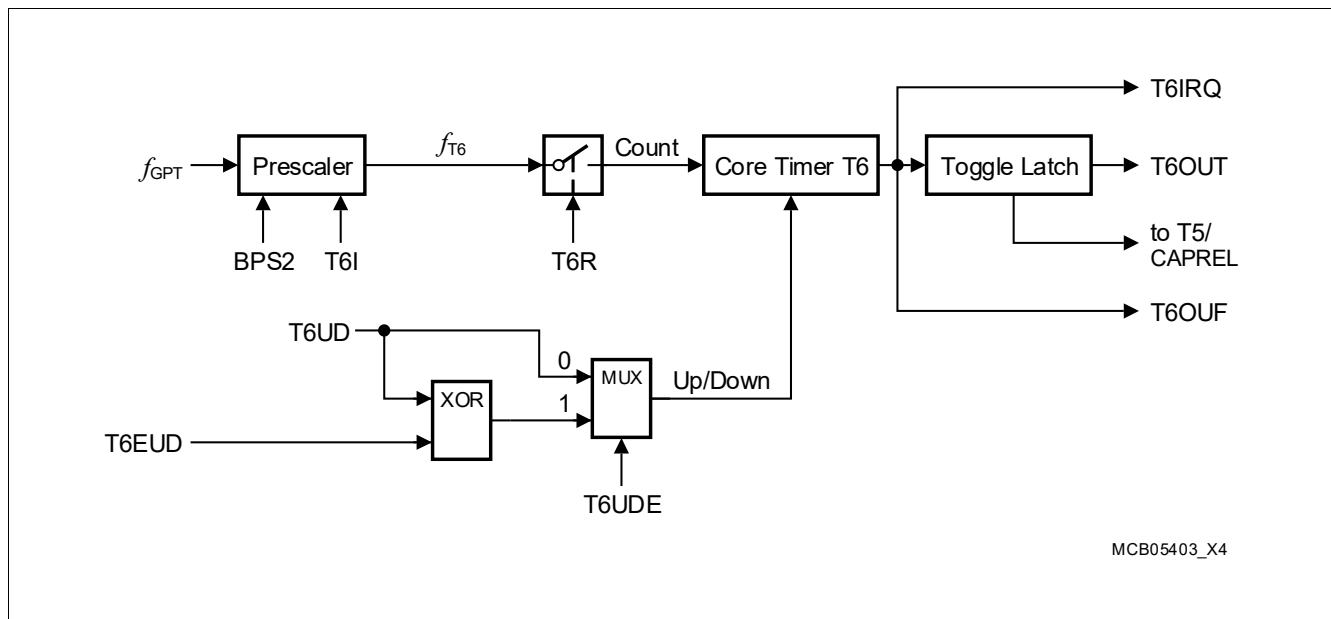 T6IRQ
fGPT
Prescaler
fT6
Count
Core Timer T6
Toggle Latch
T6OUT
BPS2
T6I
T6R
to T5/
CAPREL
T6OUF
T6UD
0
MUX
Up/Down
XOR
1
T6EUD
T6UDE
MCB05403_X4